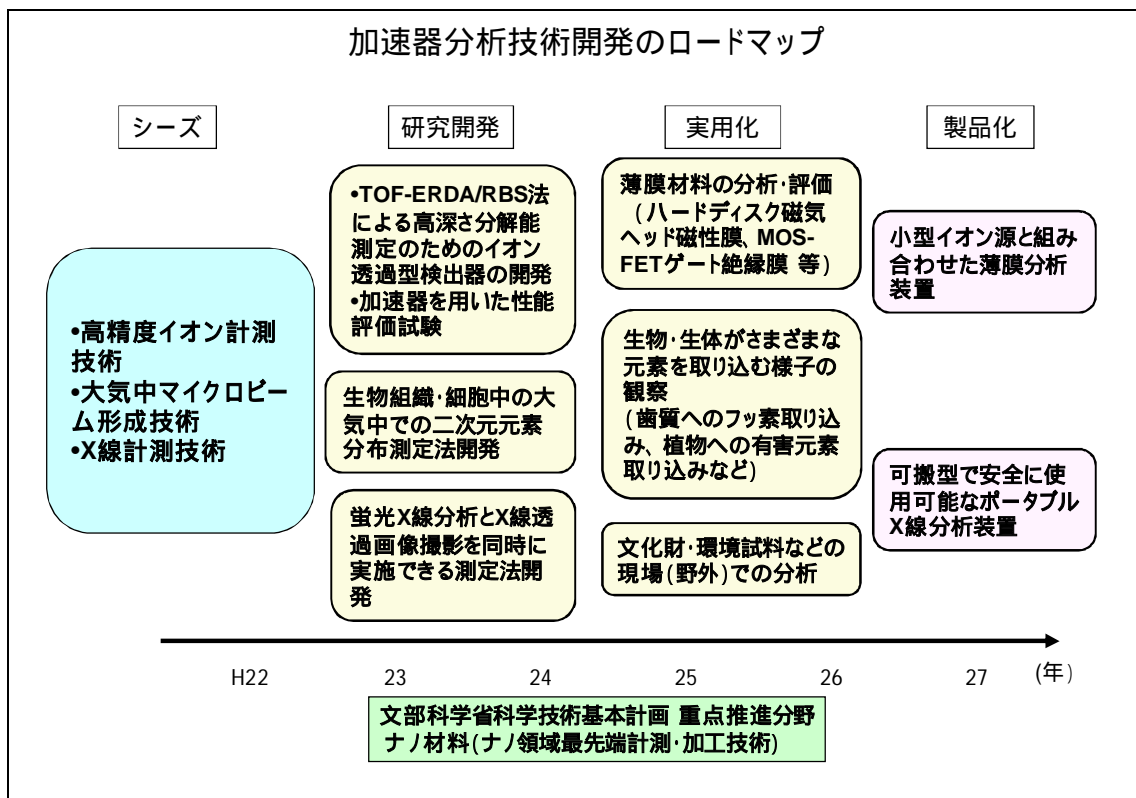 加速器分析技術開発のロードマップ
シーズ
研究開発
実用化
製品化
•高精度イオン計測
技術
•大気中マイクロビー
ム形成技術
•X線計測技術
•TOF-ERDA/RBS法
による高深さ分解能
測定のためのイオン
透過型検出器の開発
•加速器を用いた性能
評価試験
生物組織・細胞中の大
気中での二次元元素
分布測定法開発
蛍光X線分析とX線透
過画像撮影を同時に
実施できる測定法開
発
薄膜材料の分析・評価
(ハードディスク磁気
ヘッド磁性膜、MOS-
FETゲート絶縁膜 等)
生物・生体がさまざまな
元素を取り込む様子の
観察
(歯質へのフッ素取り込
み、植物への有害元素
取り込みなど)
文化財・環境試料などの
現場(野外)での分析
小型イオン源と組み
合わせた薄膜分析
装置
可搬型で安全に使
用可能なポータブル
X線分析装置
H22 23 24 25 26 27 (年)
文部科学省科学技術基本計画 重点推進分野
ナノ材料(ナノ領域最先端計測・加工技術)